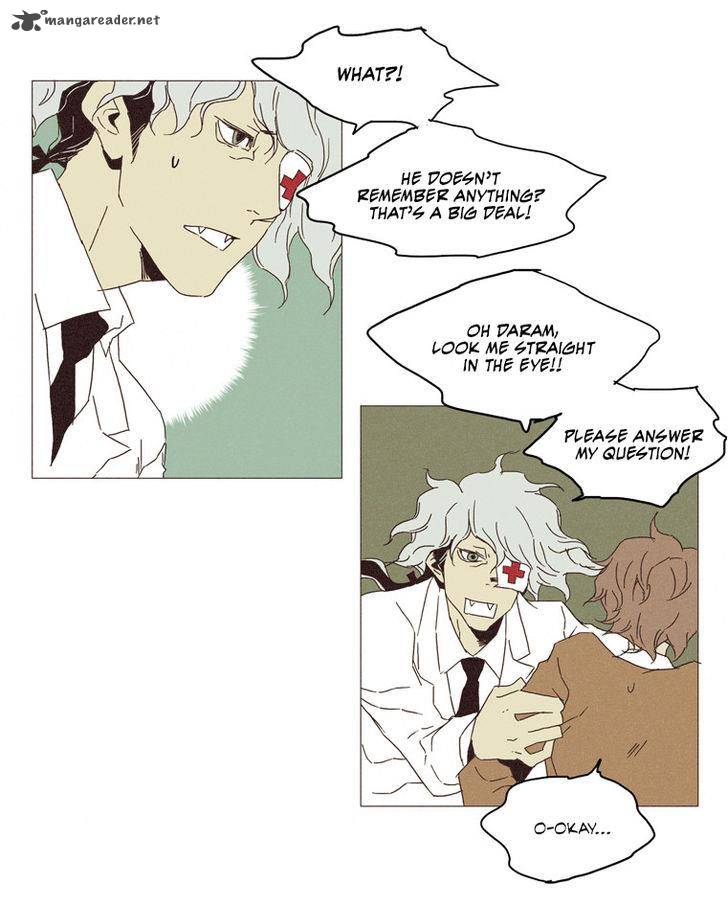 mangareader.net
WHAT?!
HE DOESN'T
REMEMBER ANYTHING?
THAT'S A BIG DEAL!
OH DARAM,
LOOK ME STRAIGHT
IN THE EYE!!
PLEASE ANSWER
MY QUESTION!
O-OKAY...